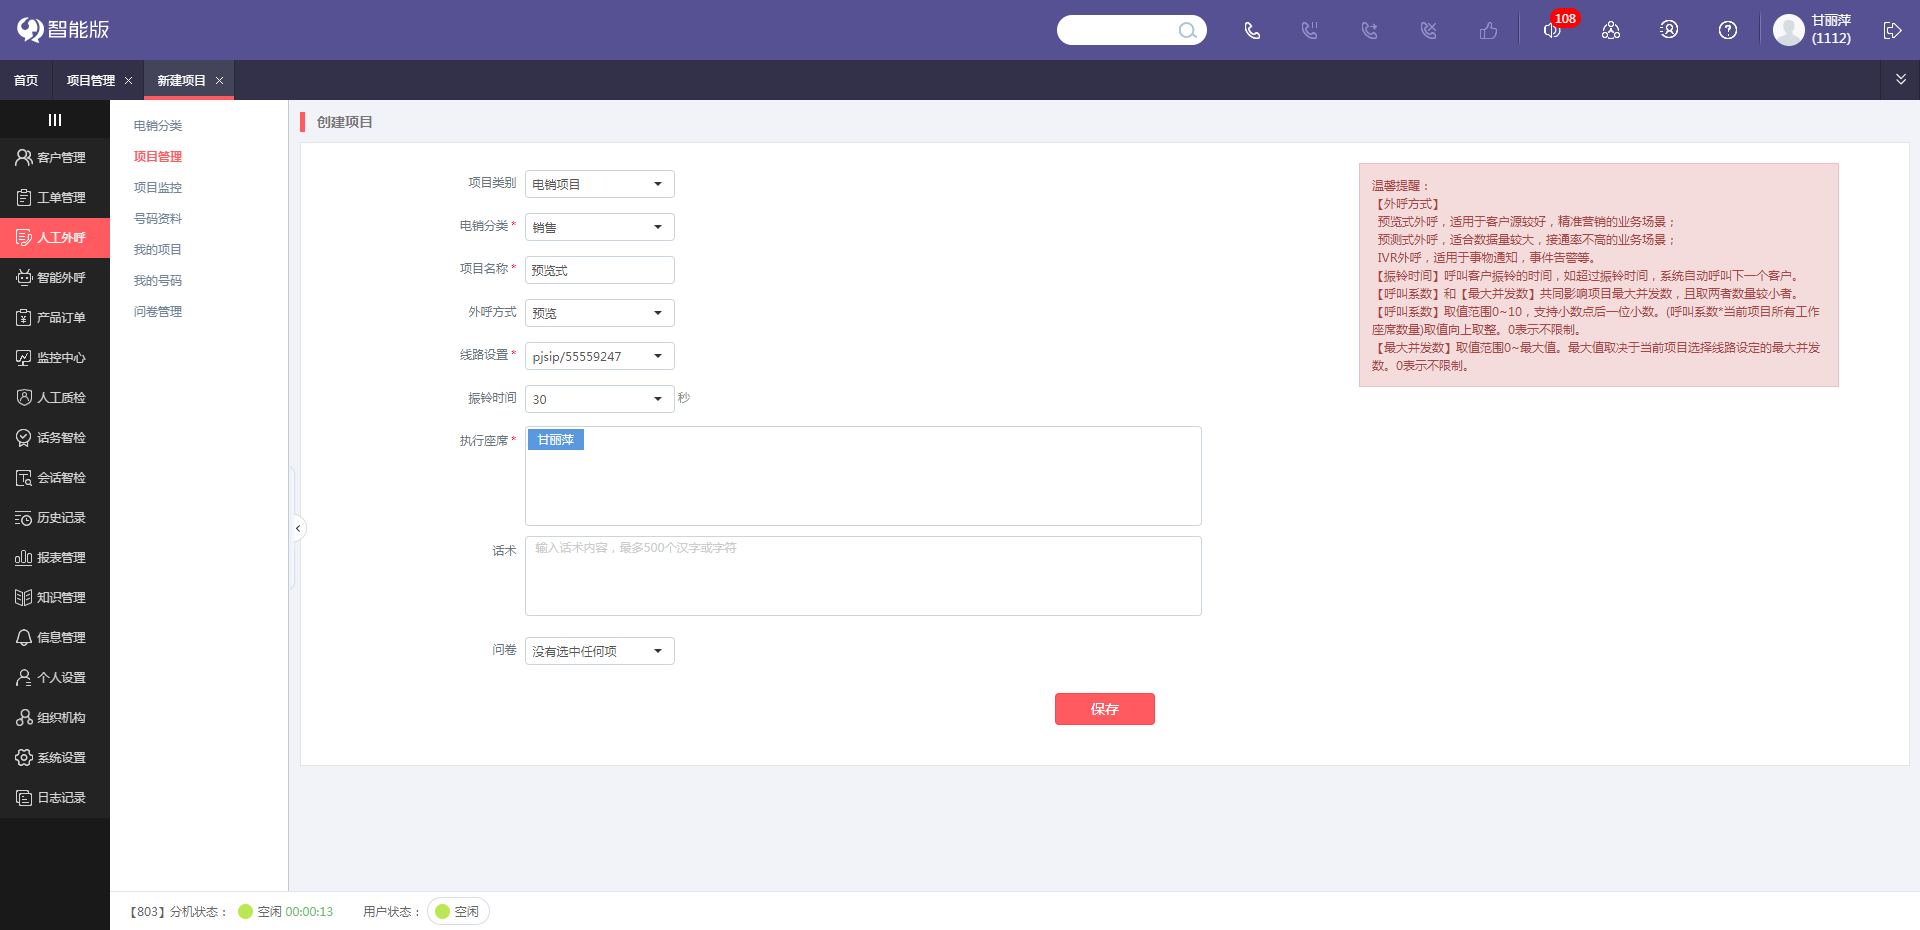 智能版
108
甘丽萍
(1112)
首页
项目管理
新建项目
客户管理
工单管理
人工外呼
智能外呼
产品订单
监控中心
人工质检
话务智检
会话智检
历史记录
报表管理
知识管理
信息管理
个人设置
组织机构
系统设置
日志记录
电销分类
项目管理
项目监控
号码资料
我的项目
我的号码
问卷管理
创建项目
项目类别 电销项目
电销分类* 销售
项目名称* 预览式
外呼方式 预览
线路设置* pjsip/55559247
振铃时间 30 秒
执行座席* 甘丽萍
话术 输入话术内容，最多500个汉字或字符
问卷 没有选中任何项
保存
温馨提醒：
【外呼方式】
预览式外呼，适用于客户源较好，精准营销的业务场景；
预测式外呼，适合数据量较大，接通率不高的业务场景；
IVR外呼，适用于事物通知，事件告警等。
【振铃时间】呼叫客户振铃的时间，如超过振铃时间，系统自动呼叫下一个客户。
【呼叫系数】和【最大并发数】共同影响项目最大并发数，且取两者数量较小者。
【呼叫系数】取值范围0~10，支持小数点后一位小数。(呼叫系数*当前项目所有工作
座席数量)取值向上取整。0表示不限制。
【最大并发数】取值范围0~最大值。最大值取决于当前项目选择线路设定的最大并发
数。0表示不限制。
【803】分机状态： 空闲 00:00:13 用户状态： 空闲